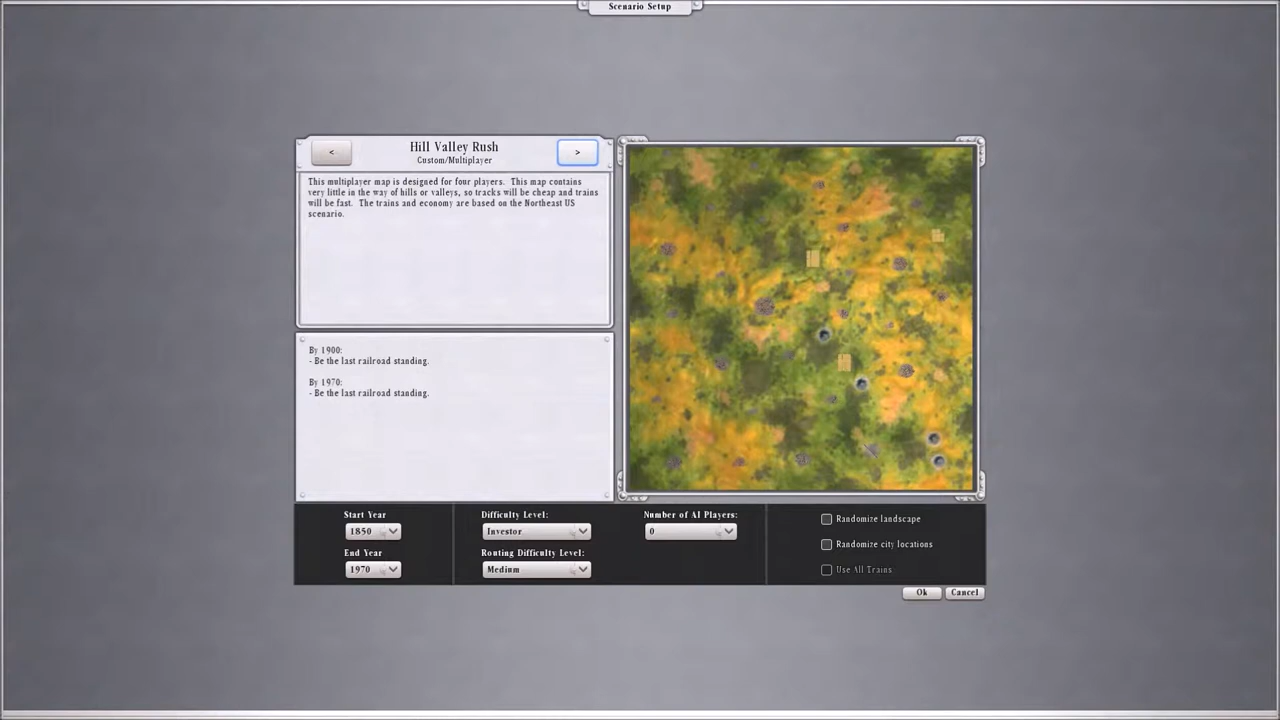 Scenario Setup
<
Hill Valley Rush
>
Custom/Multiplayer
This multiplayer map is designed for four players. This map contains
very little in the way of hills or valleys, so tracks will be cheap and trains
will be fast. The trains and economy are based on the Northeast US
scenario.
By 1900:
- Be the last railroad standing.
By 1970:
- Be the last railroad standing.
Start Year
1850
End Year
1970
Difficulty Level:
Investor
Routing Difficulty Level:
Medium
Number of AI Players:
0
Randomize landscape
Randomize city locations
Use All Trains
Ok
Cancel